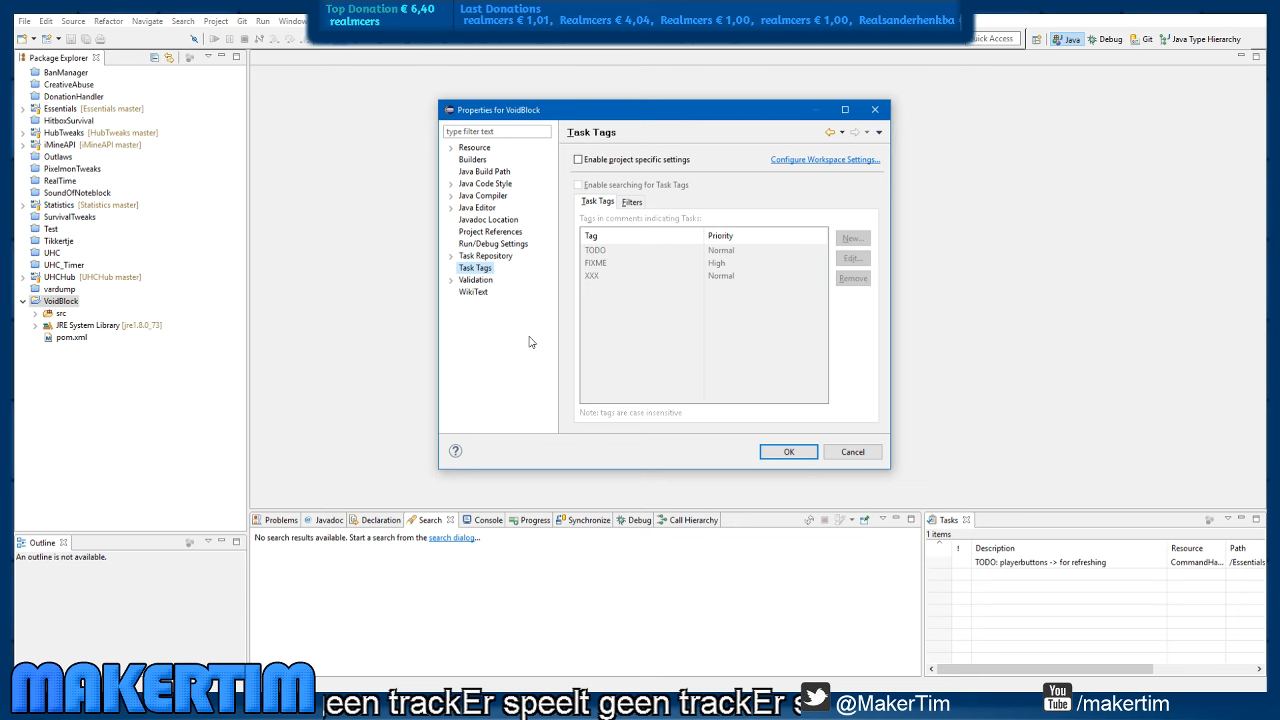 Top Donation € 6,40
realmcers
Last Donations
realmcers € 1,01, Realmcers € 4,04, Realmcers € 1,00, realmcers € 1,00, Realsanderhenkba
File Edit Source Refactor Navigate Search Project Git Run Window
Quick Access
Java Debug Git Java Type Hierarchy
Package Explorer
BanManager
CreativeAbuse
DonationHandler
Essentials [Essentials master]
HitboxSurvival
HubTweaks [HubTweaks master]
iMineAPI [iMineAPI master]
Outlaws
PixelmonTweaks
RealTime
SoundOfNoteblock
Statistics [Statistics master]
SurvivalTweaks
Test
Tikkertje
UHC
UHC_Timer
UHCHub [UHCHub master]
vardump
VoidBlock
src
JRE System Library [jre1.8.0_73]
pom.xml
Properties for VoidBlock
type filter text
Resource
Builders
Java Build Path
Java Code Style
Java Compiler
Java Editor
Javadoc Location
Project References
Run/Debug Settings
Task Repository
Task Tags
Validation
WikiText
Task Tags
Enable project specific settings
Configure Workspace Settings...
Enable searching for Task Tags
Task Tags Filters
Tags in comments indicating Tasks:
Tag Priority
TODO Normal
FIXME High
XXX Normal
New...
Edit...
Remove
Note: tags are case insensitive
? OK Cancel
Problems Javadoc Declaration Search Console Progress Synchronize Debug Call Hierarchy
No search results available. Start a search from the search dialog...
Outline
An outline is not available.
Tasks
1 items
! Description Resource Path
TODO: playerbuttons -> for refreshing CommandHa... /Essential
MAKERTIM
geen trackEr speelt geen trackEr s
@MakerTim
You Tube /makertim